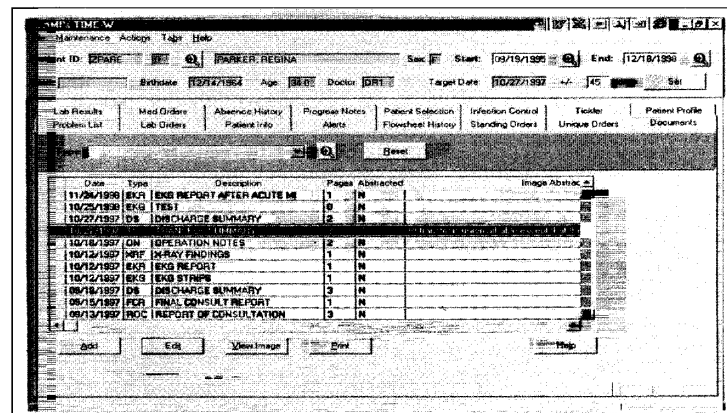 TIME-W
Maintenance Actions Tabs Help
ID: ZPARE PARKER, REGINA Sex: F Start: 09/19/1995 End: 12/18/1998
Birthdate 12/14/1964 Age Doctor DR1 Target Date: 10/27/1997 +/- 45 Set
Lab Results Med Orders Absence History Progress Notes Patient Selection Infection Control Tickler Patient Profile
Problem List Lab Orders Patient Info Alerts Flowsheet History Standing Orders Unique Orders Documents
Reset
Date Type Description Pages Abstracted Image Abstrac
11/24/1998 EKR EKG REPORT AFTER ACUTE MI 1 N
10/25/1998 EKG TEST 0 N
10/27/1997 DS DISCHARGE SUMMARY 2 N
10/18/1997 ON OPERATION NOTES 2 N
10/12/1997 XRF X-RAY FINDINGS 1 N
10/12/1997 EKR EKG REPORT 1 N
10/12/1997 EKS EKG STRIPS 1 N
09/18/1997 DS DISCHARGE SUMMARY 3 N
09/15/1997 FCR FINAL CONSULT REPORT 1 N
09/13/1997 ROC REPORT OF CONSULTATION 3 N
Add Edit View Image Print Help